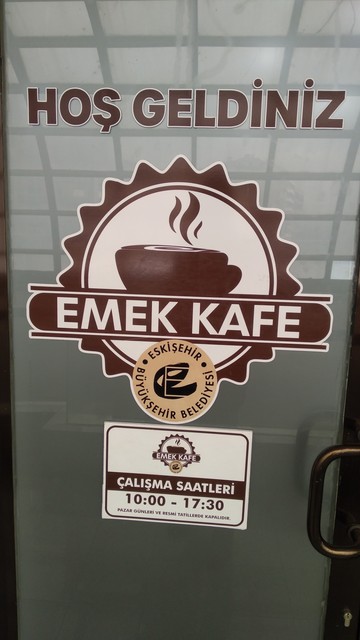 HOŞ GELDİNİZ
EMEK KAFE
ESKİŞEHİR
BÜYÜKŞEHİR BELEDİYESİ
EMEK KAFE
ÇALIŞMA SAATLERİ
10:00 - 17:30
PAZAR GÜNLERİ VE RESMİ TATİLLERDE KAPALIDIR.